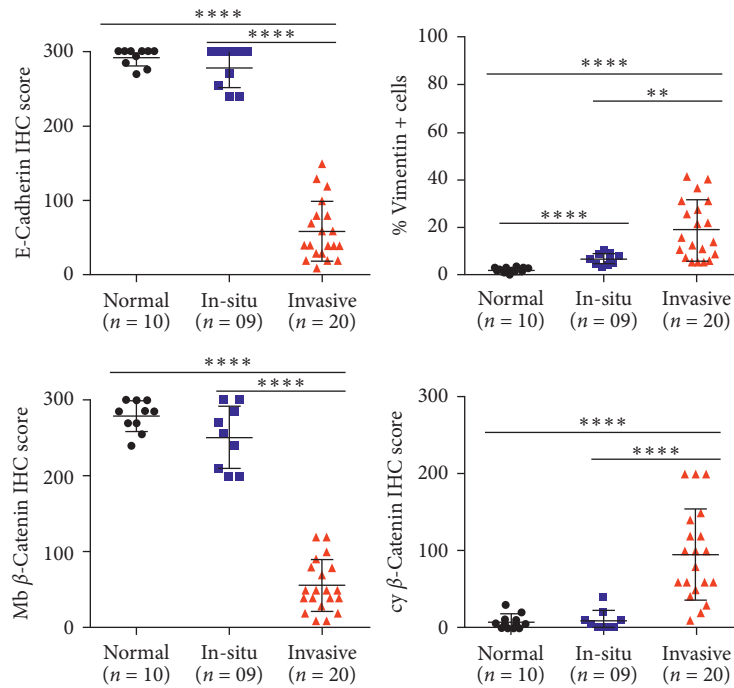 ****
****
300
200
100
0
E-Cadherin IHC score
Normal
(n = 10)
In-situ
(n = 09)
Invasive
(n = 20)
****
**
****
100
80
60
40
20
0
% Vimentin + cells
Normal
(n = 10)
In-situ
(n = 09)
Invasive
(n = 20)
****
****
300
200
100
0
Mb β-Catenin IHC score
Normal
(n = 10)
In-situ
(n = 09)
Invasive
(n = 20)
****
****
300
200
100
0
cy β-Catenin IHC score
Normal
(n = 10)
In-situ
(n = 09)
Invasive
(n = 20)